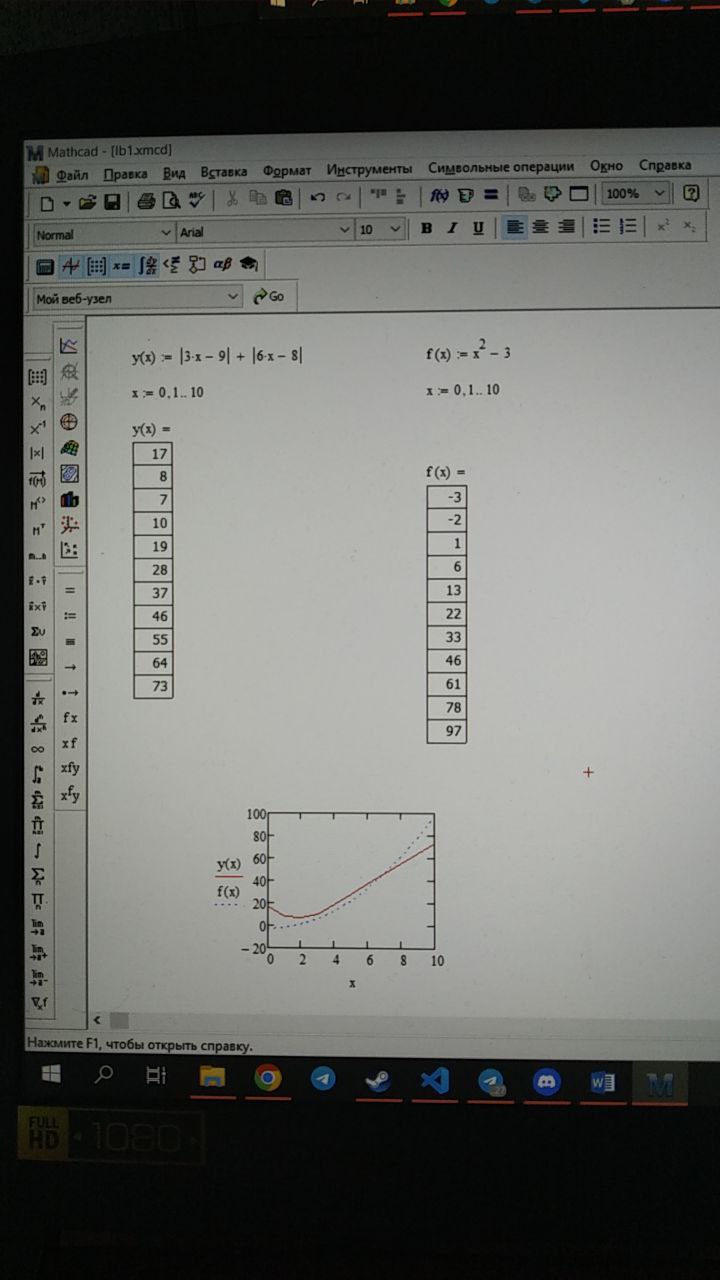 Mathcad - [lb1.xmcd]
Файл Правка Вид Вставка Формат Инструменты Символьные операции Окно Справка
100%
Normal Arial 10 B I U
Мой веб-узел Go
y(x) := |3·x − 9| + |6·x − 8|
f(x) := x² − 3
x := 0, 1 .. 10
x := 0, 1 .. 10
y(x) =
17
8
7
10
19
28
37
46
55
64
73
f(x) =
-3
-2
1
6
13
22
33
46
61
78
97
100
80
60
40
20
0
−20
y(x)
f(x)
0 2 4 6 8 10
x
Нажмите F1, чтобы открыть справку.
27
FULL HD 1080